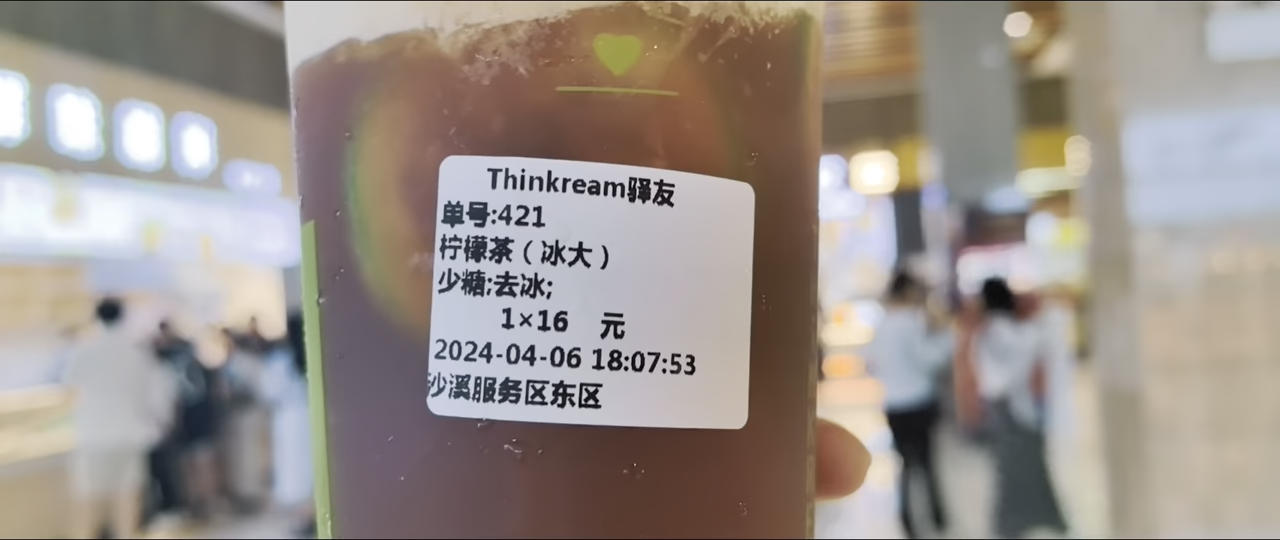 Thinkream驿友
单号:421
柠檬茶（冰大）
少糖;去冰;
1×16 元
2024-04-06 18:07:53
沙溪服务区东区